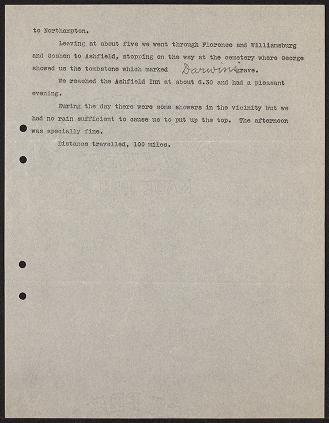 to Northampton.
Leaving at about five we went through Florence and Williamsburg
and Goshen to Ashfield, stopping on the way at the cemetery where George
showed us the tombstone which marked Darwin's grave.
We reached the Ashfield Inn at about 6.30 and had a pleasant
evening.
During the day there were some showers in the vicinity but we
had no rain sufficient to cause us to put up the top. The afternoon
was specially fine.
Distance travelled, 109 miles.